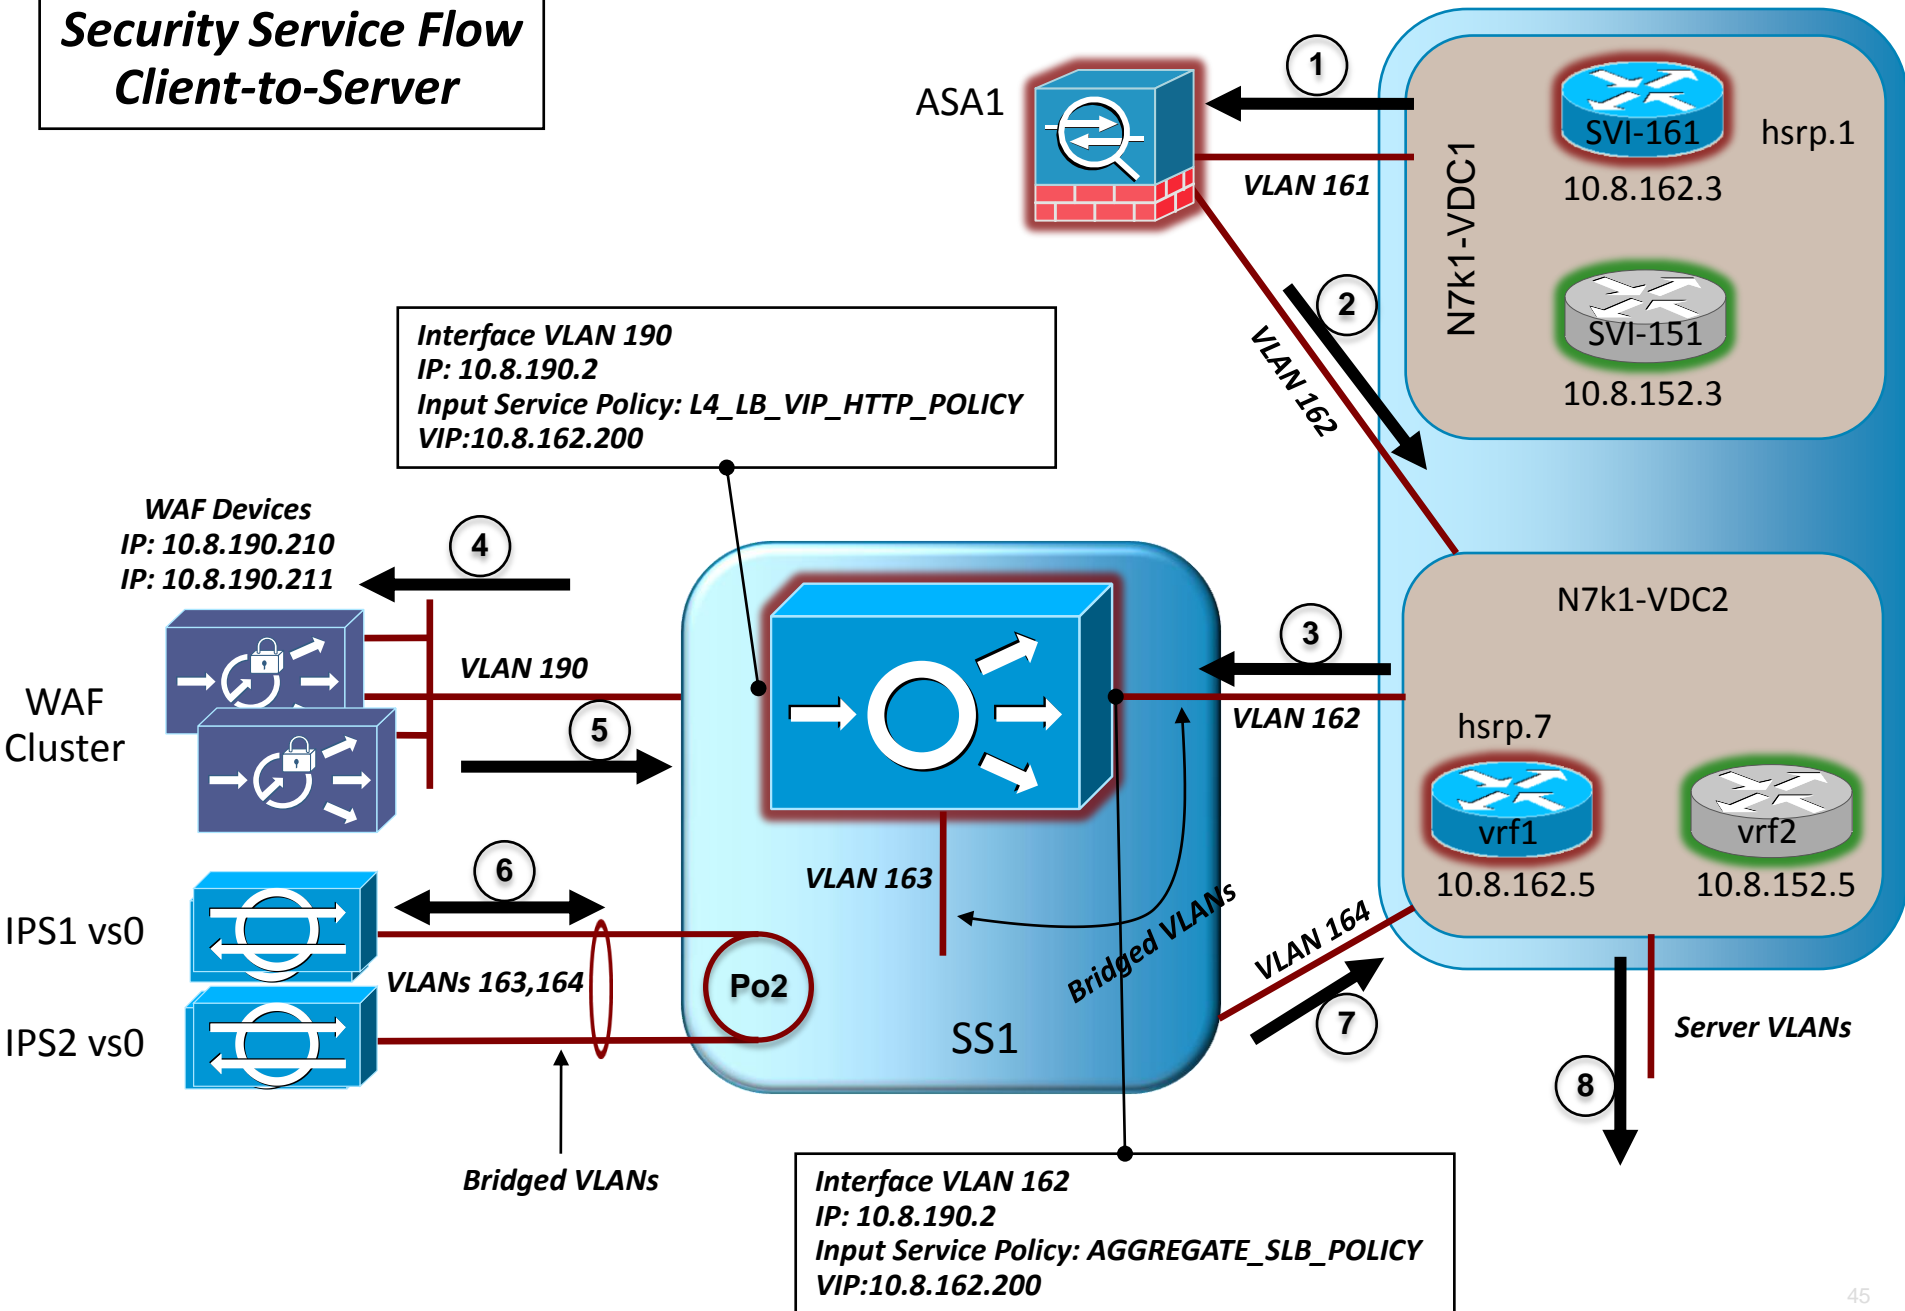 Security Service Flow
Client-to-Server
1
ASA1
VLAN 161
N7k1-VDC1
SVI-161
hsrp.1
10.8.162.3
SVI-151
10.8.152.3
2
VLAN 162
Interface VLAN 190
IP: 10.8.190.2
Input Service Policy: L4_LB_VIP_HTTP_POLICY
VIP:10.8.162.200
WAF Devices
IP: 10.8.190.210
IP: 10.8.190.211
4
WAF
Cluster
VLAN 190
5
3
VLAN 162
N7k1-VDC2
hsrp.7
vrf1
10.8.162.5
vrf2
10.8.152.5
VLAN 163
Bridged VLANs
6
IPS1 vs0
VLANs 163,164
IPS2 vs0
Po2
SS1
VLAN 164
7
Server VLANs
8
Bridged VLANs
Interface VLAN 162
IP: 10.8.190.2
Input Service Policy: AGGREGATE_SLB_POLICY
VIP:10.8.162.200
45